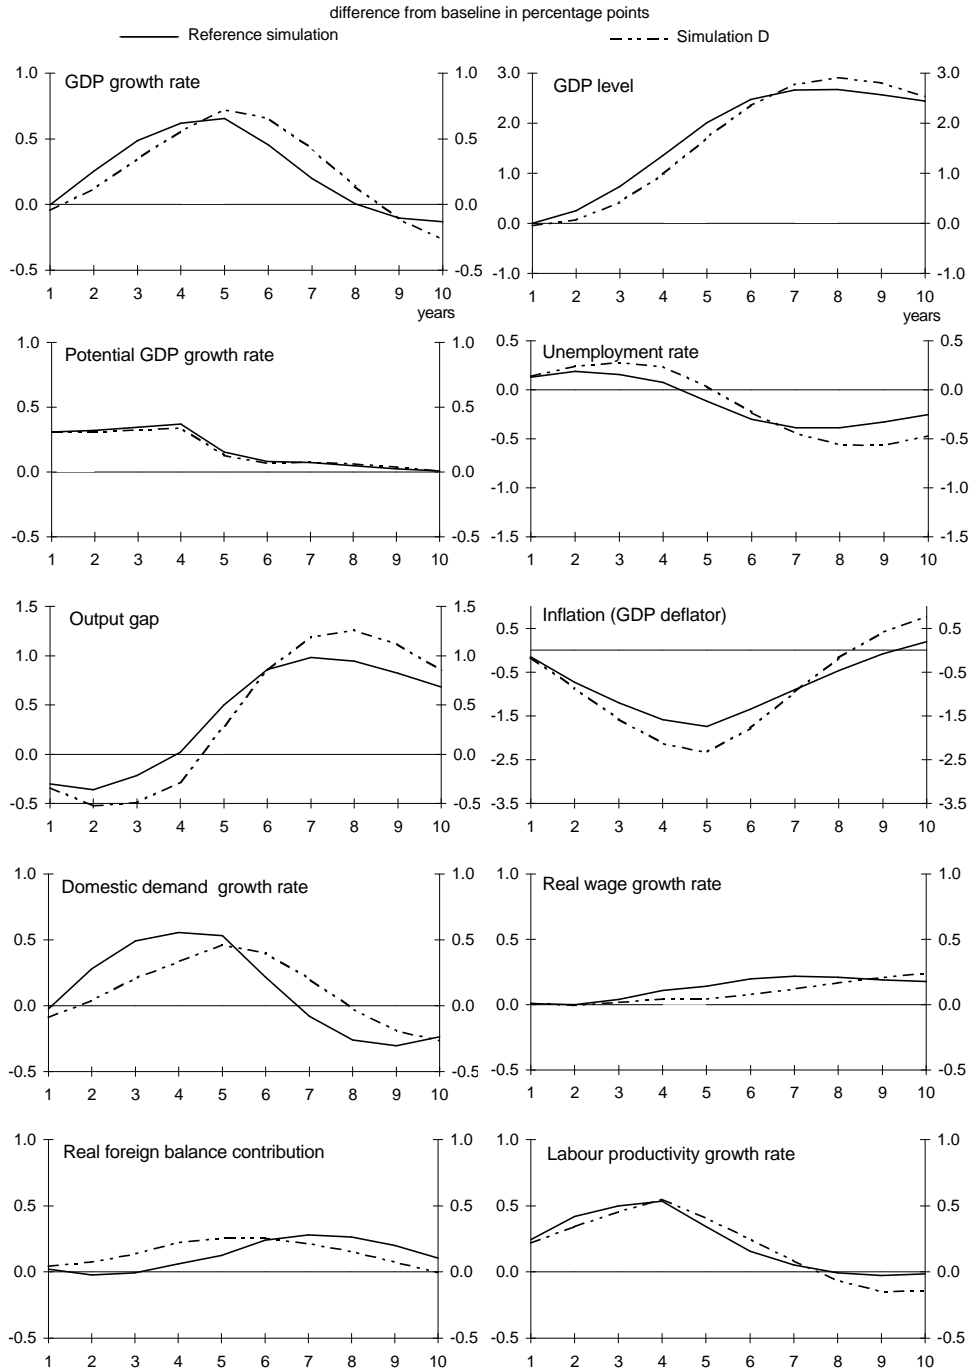 difference from baseline in percentage points
Reference simulation
Simulation D
GDP growth rate
1.0 1.0
0.5 0.5
0.0 0.0
-0.5 -0.5
1 2 3 4 5 6 7 8 9 10
years
GDP level
3.0 3.0
2.0 2.0
1.0 1.0
0.0 0.0
-1.0 -1.0
1 2 3 4 5 6 7 8 9 10
years
Potential GDP growth rate
1.0 1.0
0.5 0.5
0.0 0.0
-0.5 -0.5
1 2 3 4 5 6 7 8 9 10
Unemployment rate
0.5 0.5
0.0 0.0
-0.5 -0.5
-1.0 -1.0
-1.5 -1.5
1 2 3 4 5 6 7 8 9 10
Output gap
1.5 1.5
1.0 1.0
0.5 0.5
0.0 0.0
-0.5 -0.5
1 2 3 4 5 6 7 8 9 10
Inflation (GDP deflator)
0.5 0.5
-0.5 -0.5
-1.5 -1.5
-2.5 -2.5
-3.5 -3.5
1 2 3 4 5 6 7 8 9 10
Domestic demand growth rate
1.0 1.0
0.5 0.5
0.0 0.0
-0.5 -0.5
1 2 3 4 5 6 7 8 9 10
Real wage growth rate
1.0 1.0
0.5 0.5
0.0 0.0
-0.5 -0.5
1 2 3 4 5 6 7 8 9 10
Real foreign balance contribution
1.0 1.0
0.5 0.5
0.0 0.0
-0.5 -0.5
1 2 3 4 5 6 7 8 9 10
Labour productivity growth rate
1.0 1.0
0.5 0.5
0.0 0.0
-0.5 -0.5
1 2 3 4 5 6 7 8 9 10